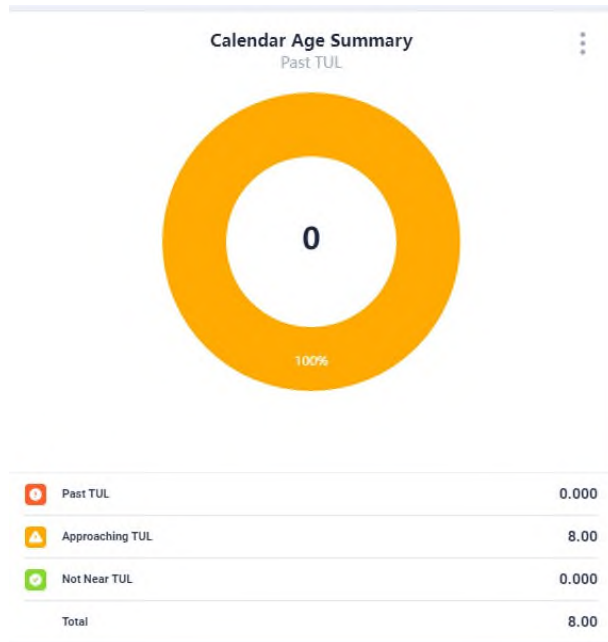 Calendar Age Summary
Past TUL
0
100%
Past TUL 0.000
Approaching TUL 8.00
Not Near TUL 0.000
Total 8.00